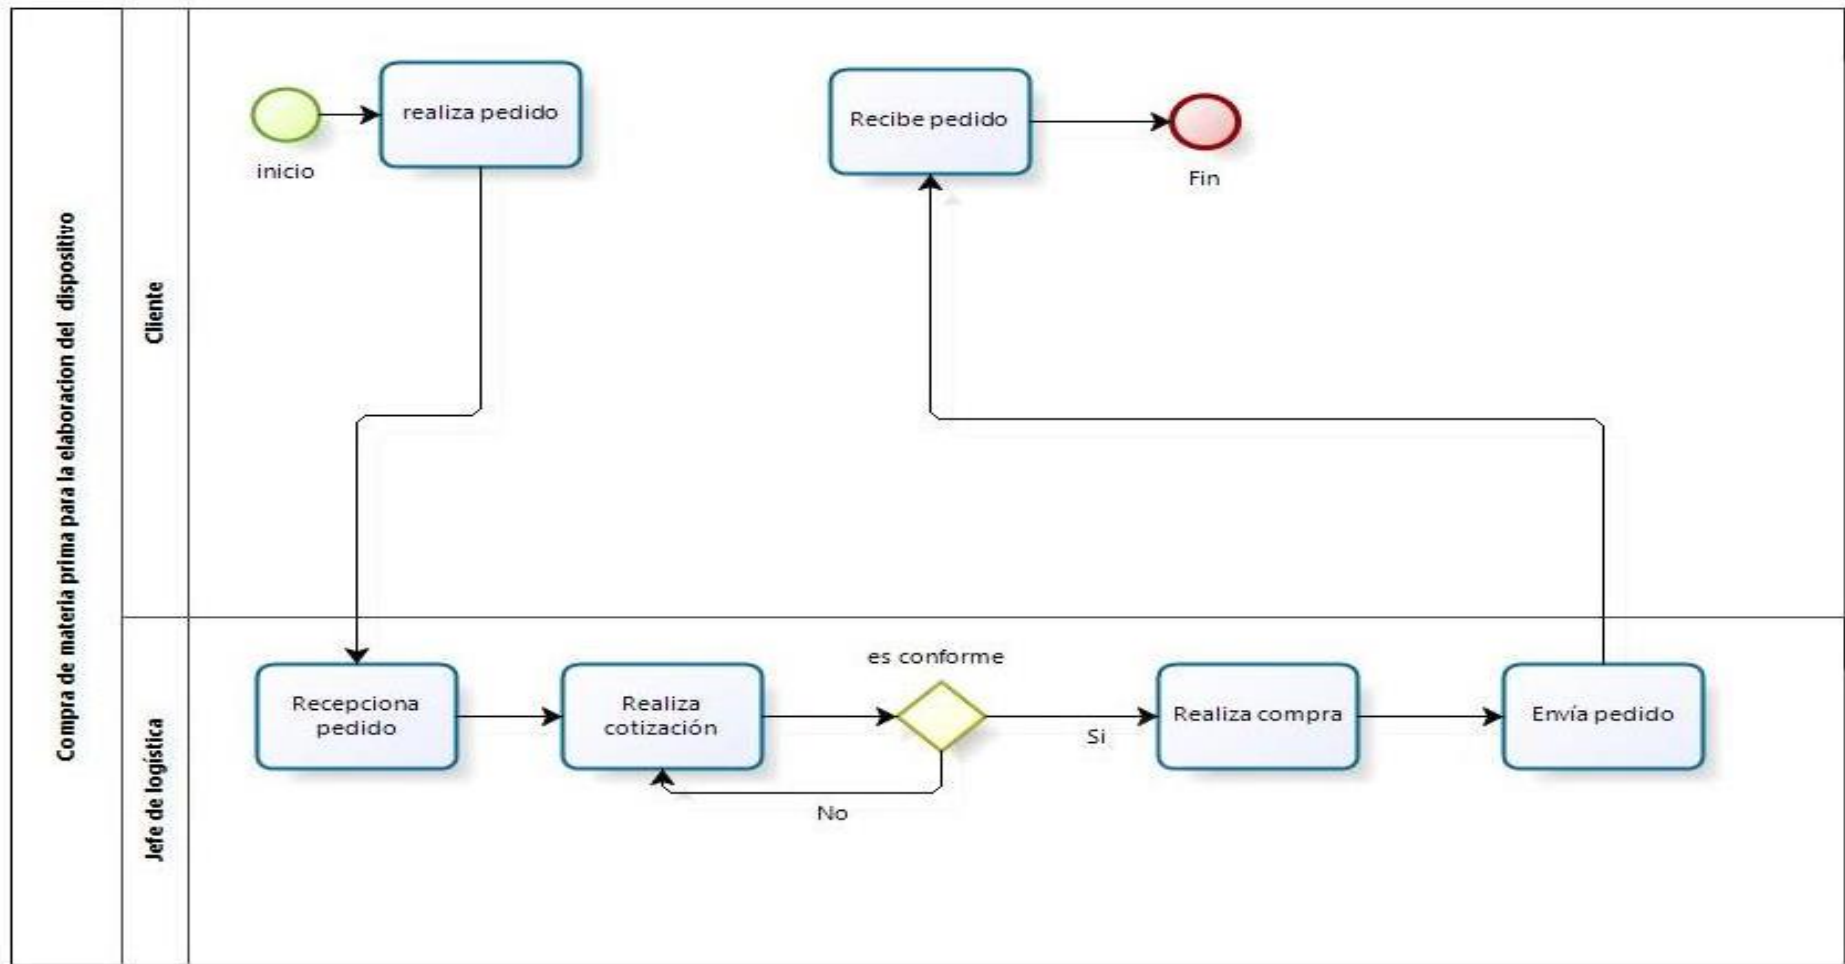 Compra de materia prima para la elaboracion del dispositivo
Cliente
inicio
realiza pedido
Recibe pedido
Fin
Jefe de logística
Recepciona
pedido
Realiza
cotización
es conforme
Si
No
Realiza compra
Envía pedido